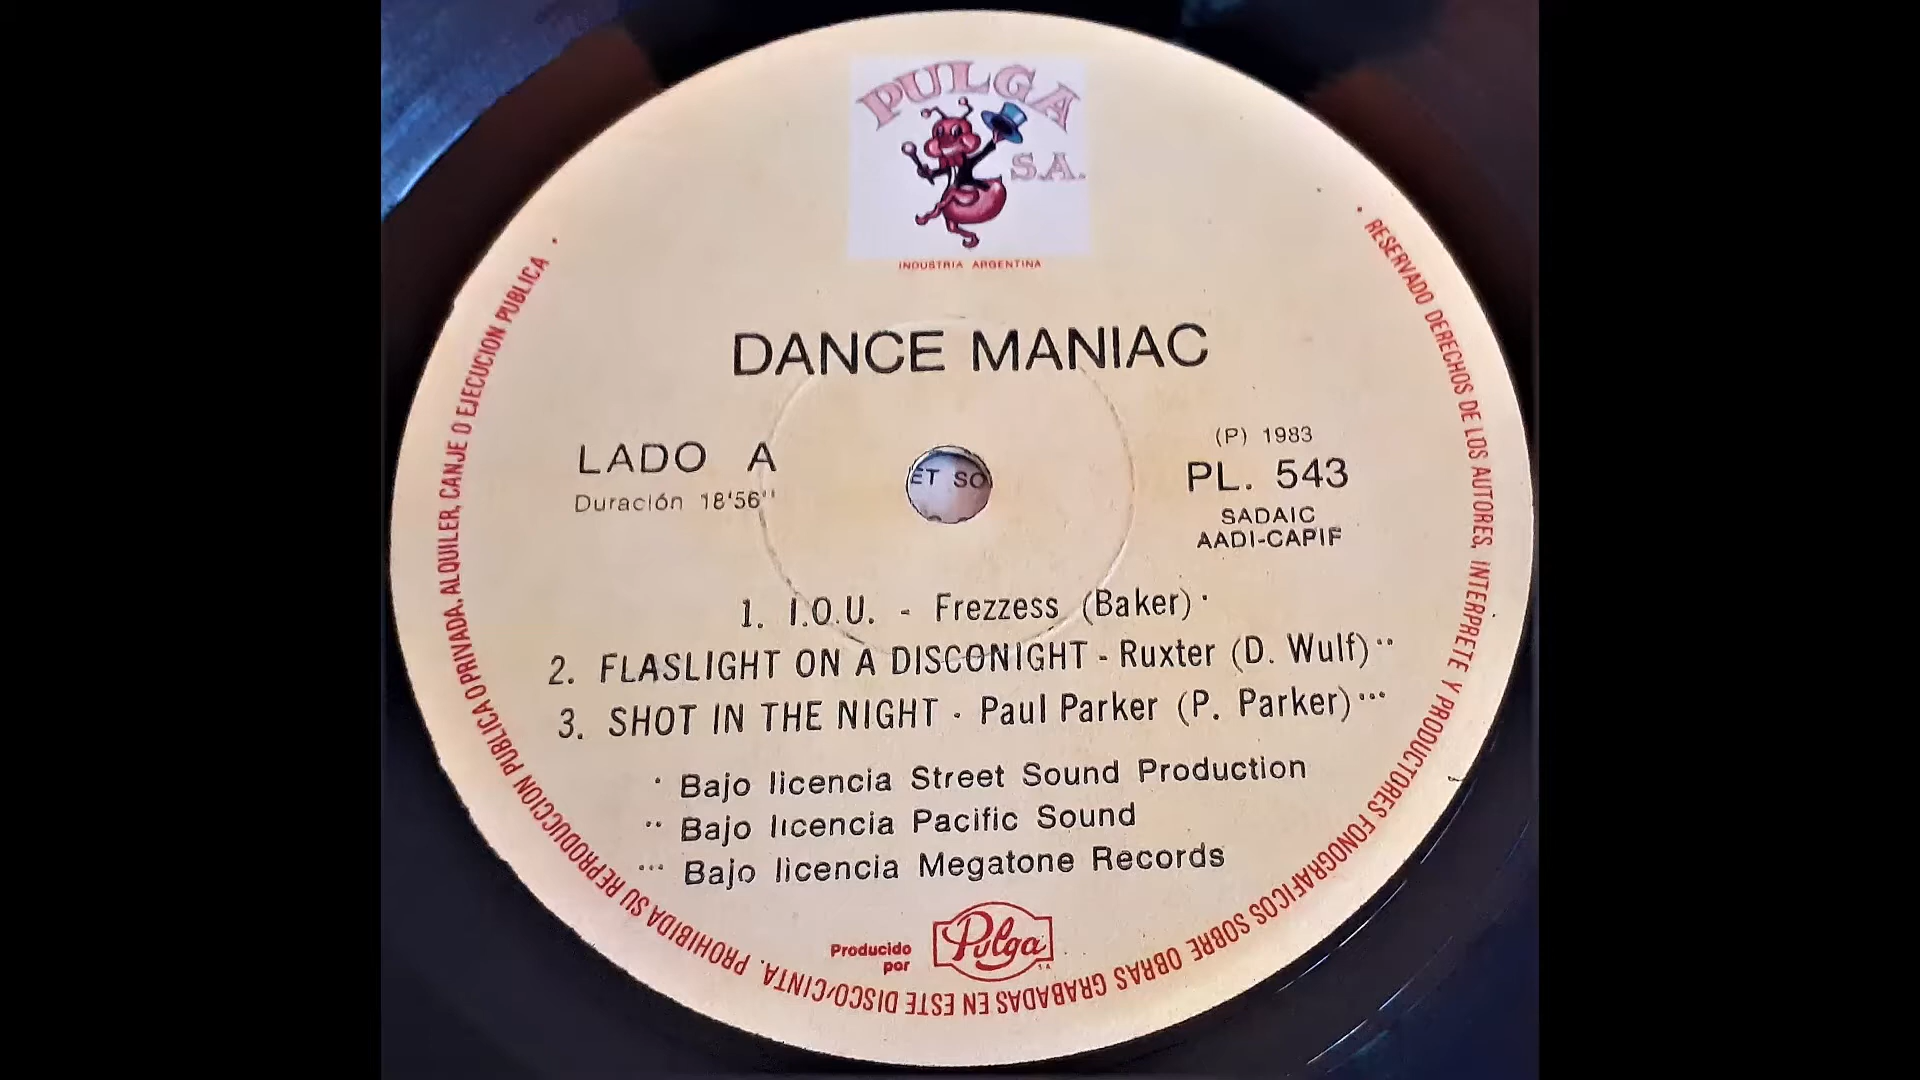 PULGA
S.A.
INDUSTRIA ARGENTINA
DANCE MANIAC
LADO A
Duración 18'56''
(P) 1983
PL. 543
SADAIC
AADI-CAPIF
ET SO
1. I.O.U. - Frezzess (Baker) ·
2. FLASLIGHT ON A DISCONIGHT - Ruxter (D. Wulf) ··
3. SHOT IN THE NIGHT - Paul Parker (P. Parker) ···
· Bajo licencia Street Sound Production
·· Bajo licencia Pacific Sound
··· Bajo licencia Megatone Records
Producido
por
Pulga
· RESERVADO DERECHOS DE LOS AUTORES, INTERPRETE Y PRODUCTORES FONOGRAFICOS SOBRE OBRAS GRABADAS EN ESTE DISCO/CINTA. PROHIBIDA SU REPRODUCCION PUBLICA O PRIVADA, ALQUILER, CANJE O EJECUCION PUBLICA ·